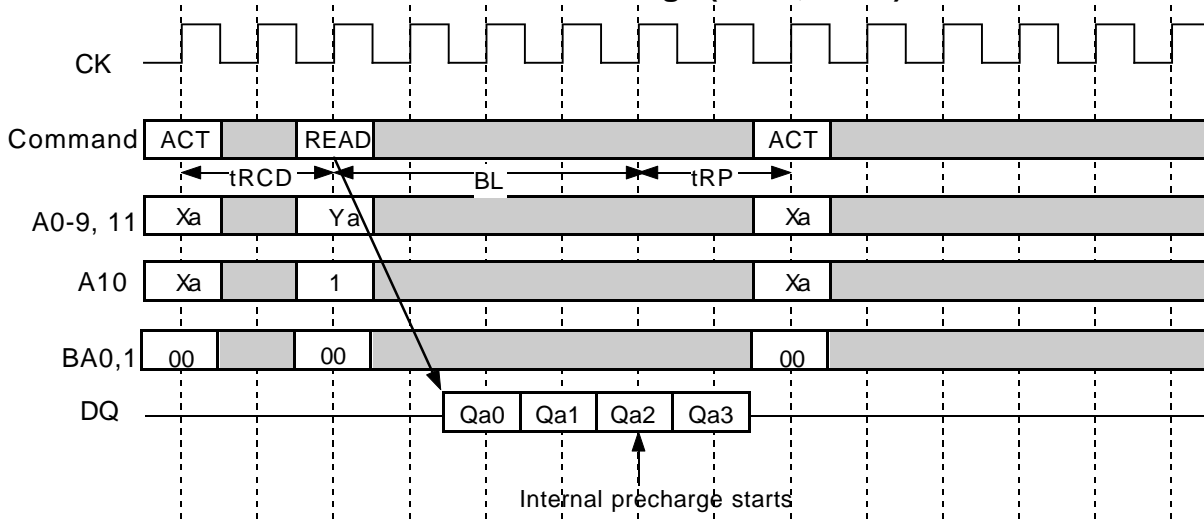 CK
Command ACT READ ACT
tRCD BL tRP
A0-9, 11 Xa Ya Xa
A10 Xa 1 Xa
BA0,1 00 00 00
DQ Qa0 Qa1 Qa2 Qa3
Internal precharge starts